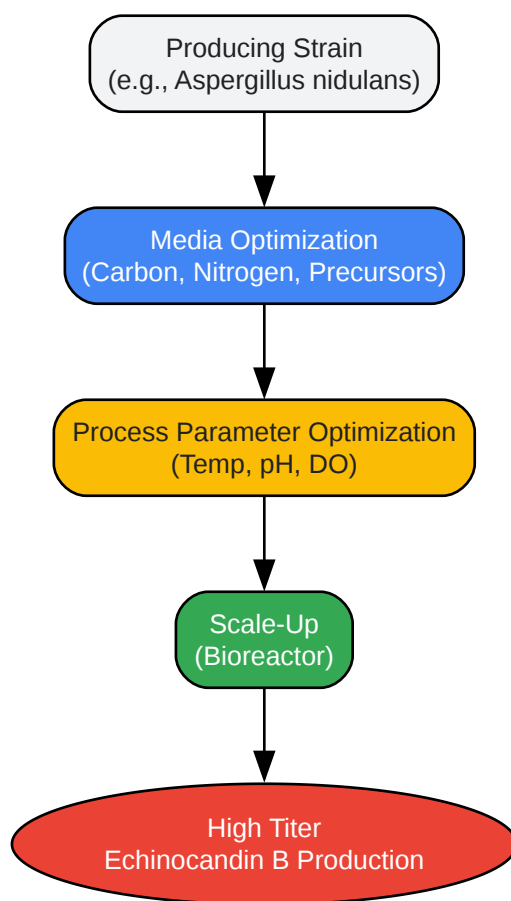 Producing Strain
(e.g., Aspergillus nidulans)
Media Optimization
(Carbon, Nitrogen, Precursors)
Process Parameter Optimization
(Temp, pH, DO)
Scale-Up
(Bioreactor)
High Titer
Echinocandin B Production